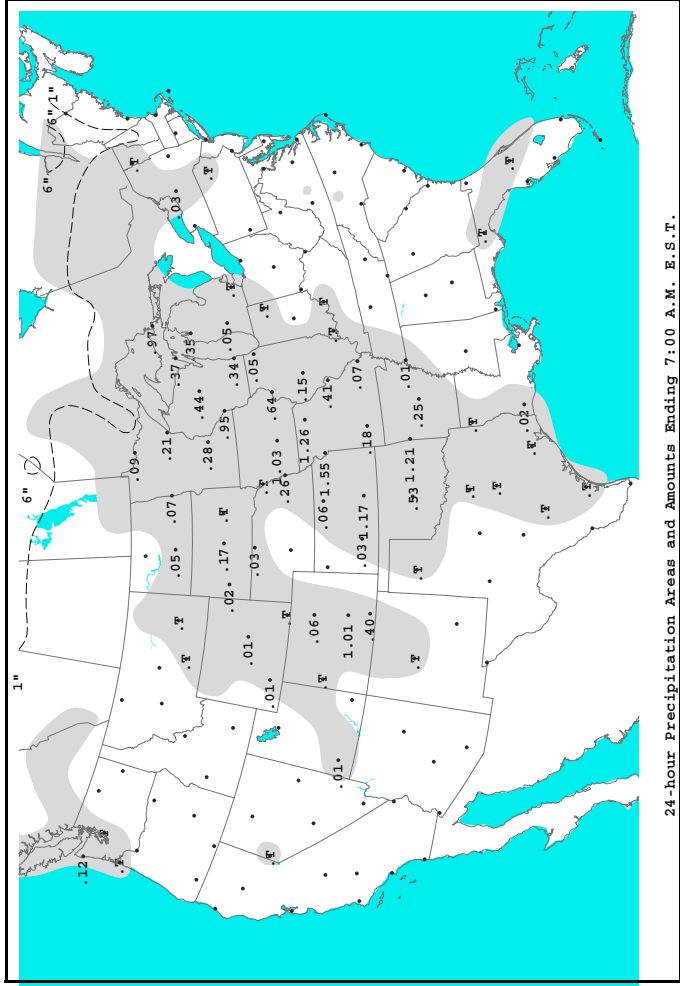 1"
6"
6"
6" 1"
.12
T
T
.09
T
.97
.21
.07
.37
.05
.03
T
T
.35
.44
.28
T
.17
T
.95
.05
.02
T
.34
.01
.05
.03
T
T
T
.01
.64
1.03
.26
T
1.26
.15
.06
T
.06 1.55
T
.41
T
.01
1.01
.07
.03 1.17
.18
.40
.01
.53 1.21
T
T
.25
T
T
T
T
T
.02
T
T
T
24-hour Precipitation Areas and Amounts Ending 7:00 A.M. E.S.T.